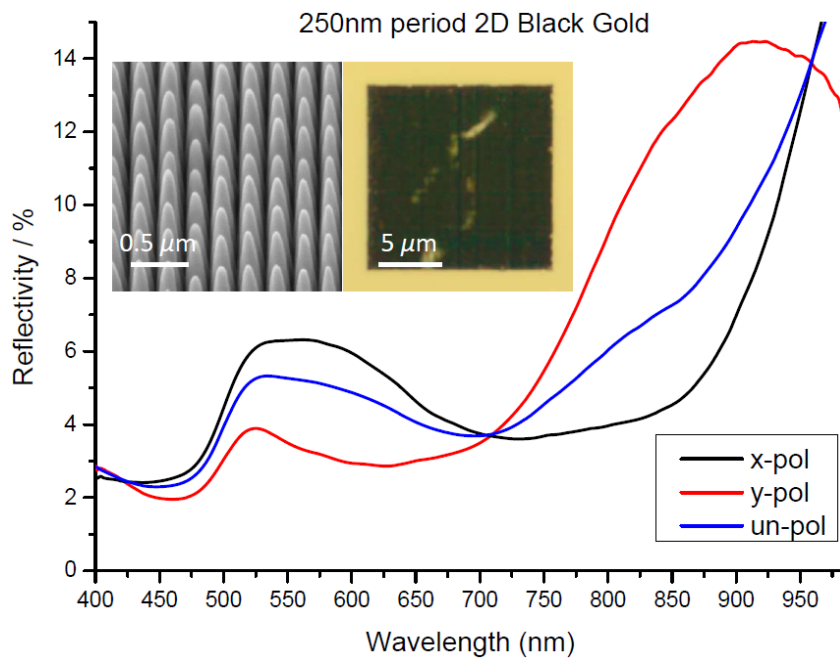 250nm period 2D Black Gold
14
12
10
8
6
4
2
0
Reflectivity / %
0.5 μm
5 μm
x-pol
y-pol
un-pol
400 450 500 550 600 650 700 750 800 850 900 950
Wavelength (nm)